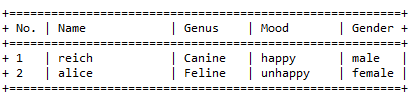 +========================================================+
+ No. | Name            | Genus    | Mood      | Gender +
+========================================================+
+ 1   | reich           | Canine   | happy     | male   +
+ 2   | alice           | Feline   | unhappy   | female +
+========================================================+